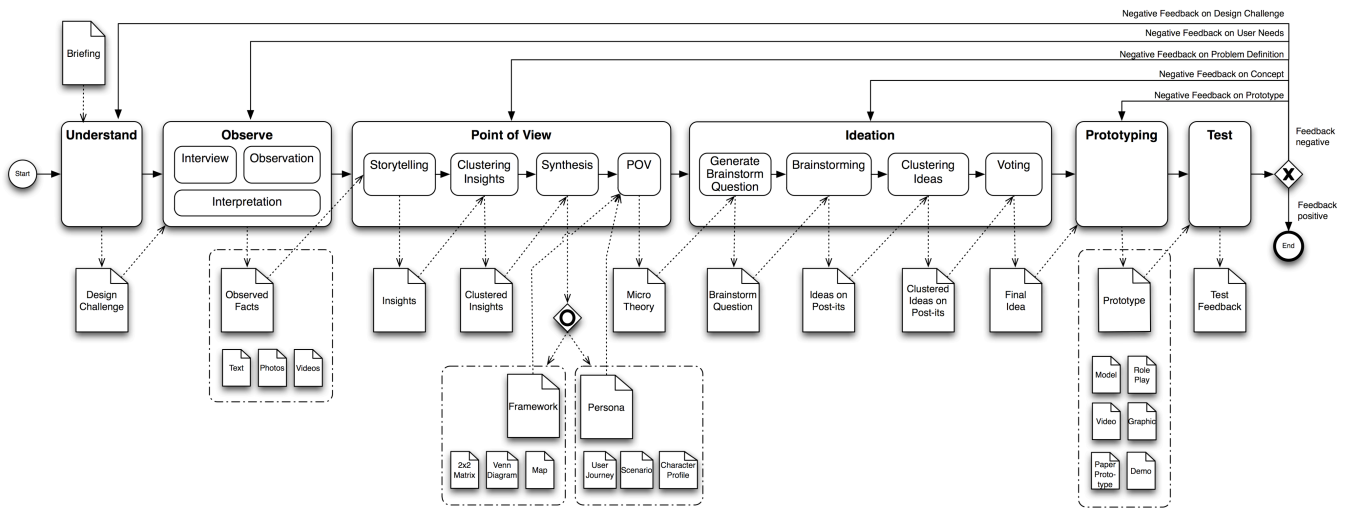 Negative Feedback on Design Challenge
Negative Feedback on User Needs
Negative Feedback on Problem Definition
Negative Feedback on Concept
Negative Feedback on Prototype
Briefing
Understand
Observe
Point of View
Ideation
Prototyping
Test
Feedback
negative
Start
Interview
Observation
Interpretation
Storytelling
Clustering
Insights
Synthesis
POV
Generate
Brainstorm
Question
Brainstorming
Clustering
Ideas
Voting
X
Feedback
positive
End
Design
Challenge
Observed
Facts
Insights
Clustered
Insights
Micro
Theory
Brainstorm
Question
Ideas on
Post-its
Clustered
Ideas on
Post-its
Final
Idea
Prototype
Test
Feedback
Text
Photos
Videos
Framework
Persona
2x2
Matrix
Venn
Diagram
Map
User
Journey
Scenario
Character
Profile
Model
Role
Play
Video
Graphic
Paper
Proto-
type
Demo